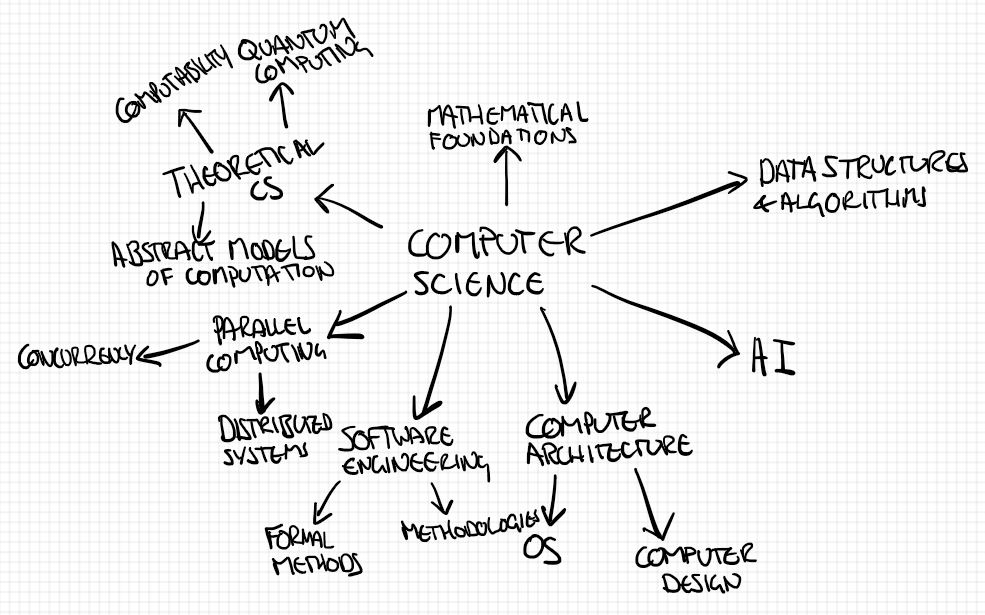 COMPUTABILITY
QUANTUM
COMPUTING
THEORETICAL
CS
ABSTRACT MODELS
OF COMPUTATION
MATHEMATICAL
FOUNDATIONS
DATA STRUCTURES
& ALGORITHMS
COMPUTER
SCIENCE
PARALLEL
COMPUTING
CONCURRENCY
DISTRIBUTED
SYSTEMS
AI
SOFTWARE
ENGINEERING
COMPUTER
ARCHITECTURE
FORMAL
METHODS
METHODOLOGIES
OS
COMPUTER
DESIGN